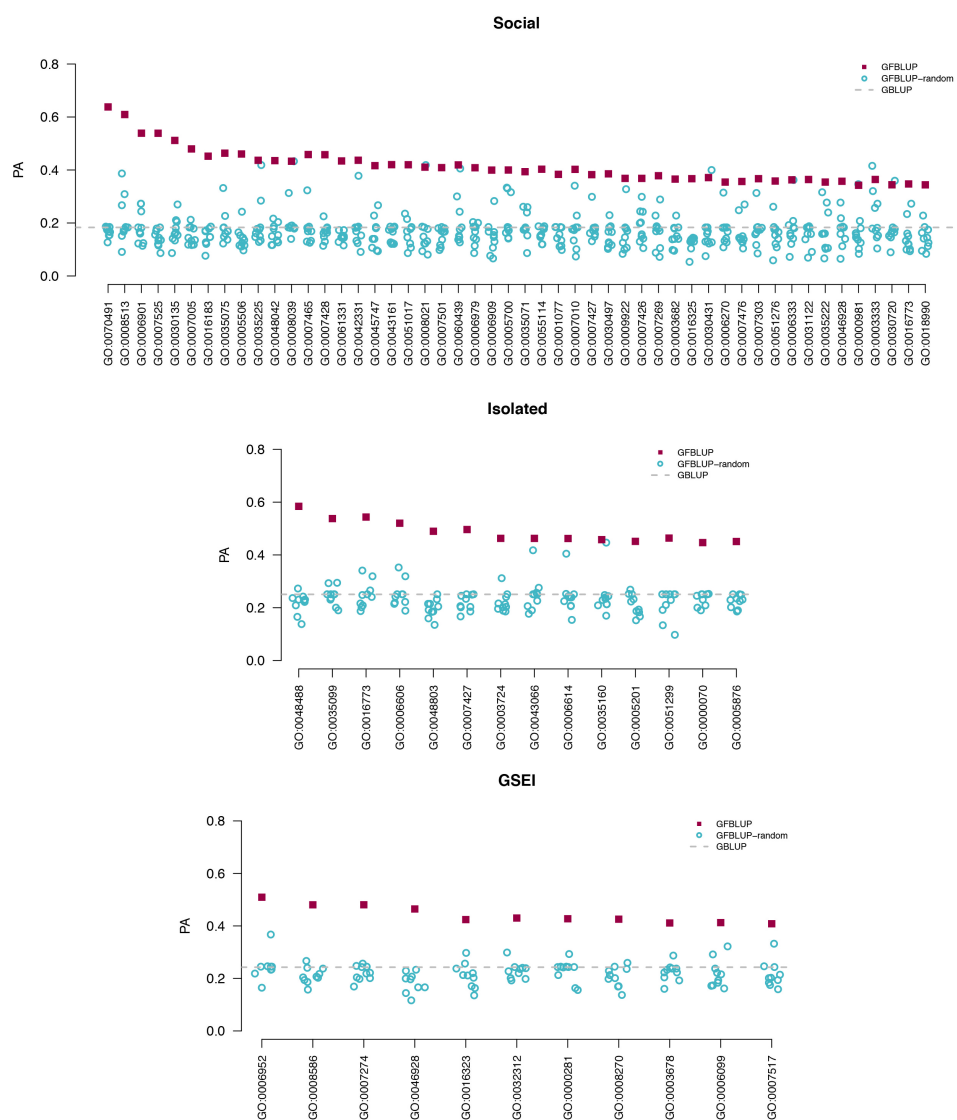 Social
0.8
0.6
0.4
0.2
0.0
PA
GFBLUP
GFBLUP-random
GBLUP
GO:0070491
GO:0008513
GO:0006901
GO:0007525
GO:0030135
GO:0007005
GO:0016183
GO:0035075
GO:0005506
GO:0035225
GO:0048042
GO:0008039
GO:0007465
GO:0007428
GO:0061331
GO:0042331
GO:0045747
GO:0043161
GO:0051017
GO:0008021
GO:0007501
GO:0060439
GO:0006979
GO:0006909
GO:0005700
GO:0035071
GO:0055114
GO:0001077
GO:0007010
GO:0007427
GO:0030497
GO:0009922
GO:0007426
GO:0007269
GO:0003682
GO:0016325
GO:0030431
GO:0006270
GO:0007476
GO:0007303
GO:0051276
GO:0006333
GO:0031122
GO:0035222
GO:0046928
GO:0000981
GO:0003333
GO:0030720
GO:0016773
GO:0018990
Isolated
0.8
0.6
0.4
0.2
0.0
PA
GFBLUP
GFBLUP-random
GBLUP
GO:0048488
GO:0035099
GO:0016773
GO:0006606
GO:0048803
GO:0007427
GO:0003724
GO:0043066
GO:0006614
GO:0035160
GO:0005201
GO:0051299
GO:0000070
GO:0005876
GSEI
0.8
0.6
0.4
0.2
0.0
PA
GFBLUP
GFBLUP-random
GBLUP
GO:0006952
GO:0008586
GO:0007274
GO:0046928
GO:0016323
GO:0032312
GO:0000281
GO:0008270
GO:0003678
GO:0006099
GO:0007517